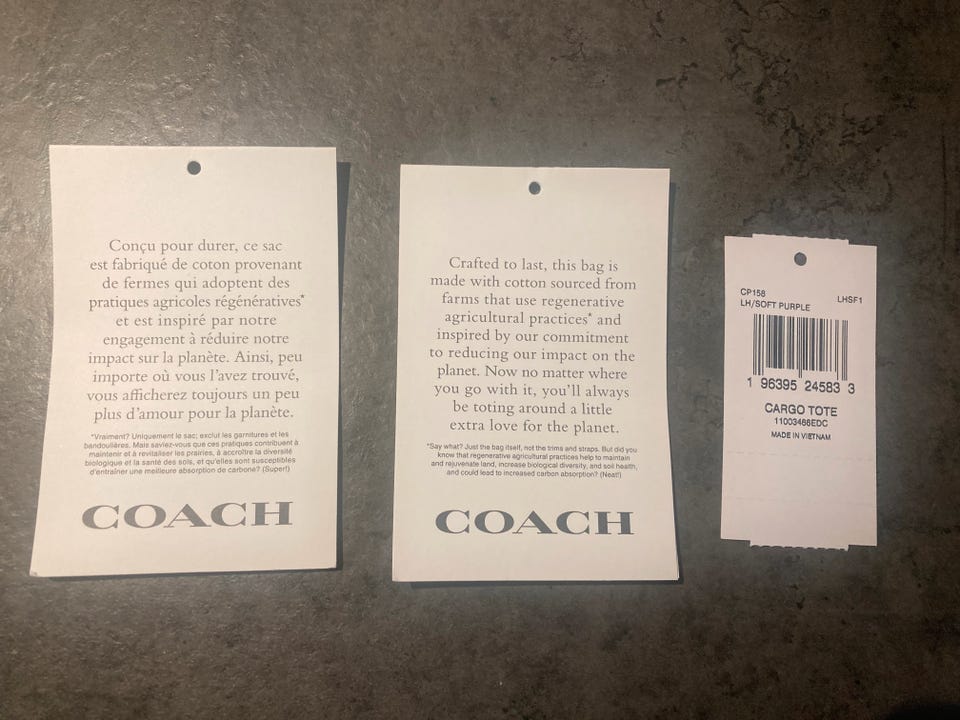 Conçu pour durer, ce sac
est fabriqué de coton provenant
de fermes qui adoptent des
pratiques agricoles régénératives*
et est inspiré par notre
engagement à réduire notre
impact sur la planète. Ainsi, peu
importe où vous l'avez trouvé,
vous afficherez toujours un peu
plus d'amour pour la planète.
*Vraiment? Uniquement le sac; exclut les garnitures et les
bandoulières. Mais saviez-vous que ces pratiques contribuent à
maintenir et à revitaliser les prairies, à accroître la diversité
biologique et la santé des sols, et qu'elles sont susceptibles
d'entraîner une meilleure absorption de carbone? (Super!)
COACH
Crafted to last, this bag is
made with cotton sourced from
farms that use regenerative
agricultural practices* and
inspired by our commitment
to reducing our impact on the
planet. Now no matter where
you go with it, you'll always
be toting around a little
extra love for the planet.
*Say what? Just the bag itself, not the trims and straps. But did you
know that regenerative agricultural practices help to maintain
and rejuvenate land, increase biological diversity, and soil health,
and could lead to increased carbon absorption? (Neat!)
COACH
CP158
LH/SOFT PURPLE LHSF1
1 96395 24583 3
CARGO TOTE
11003466EDC
MADE IN VIETNAM